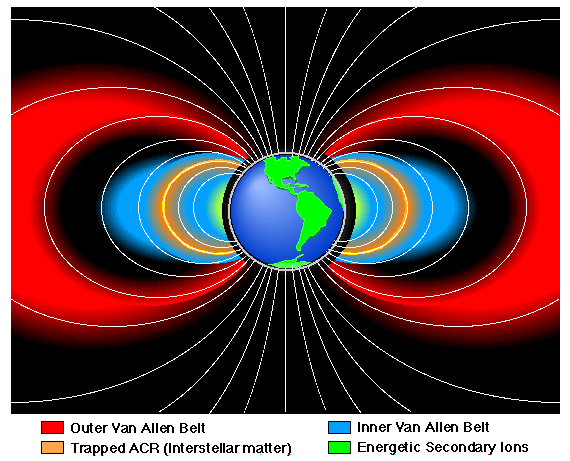 Outer Van Allen Belt
Inner Van Allen Belt
Trapped ACR (Interstellar matter)
Energetic Secondary Ions